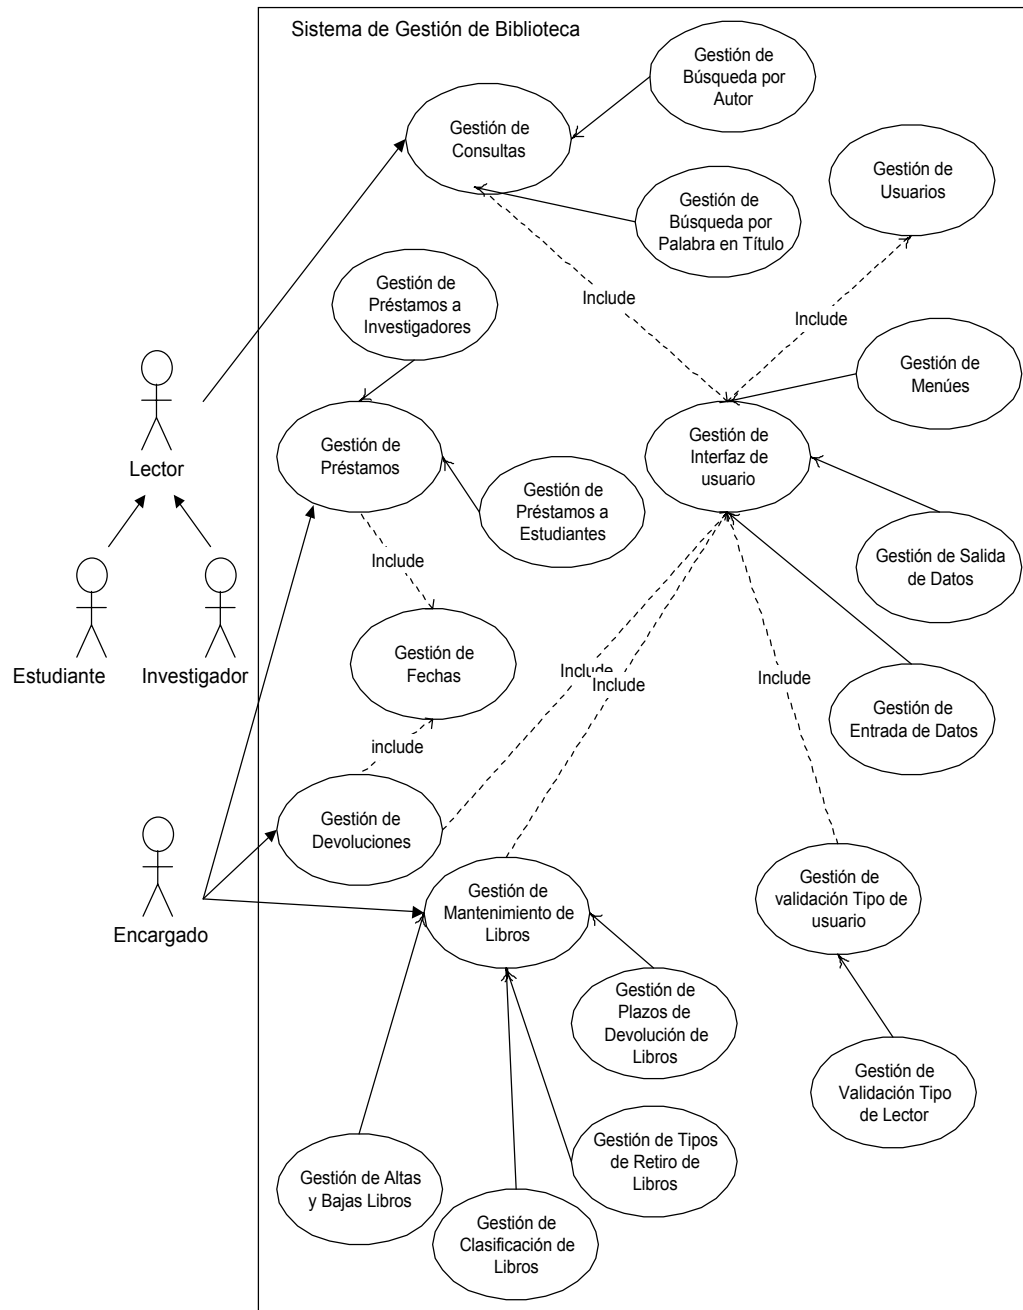 Sistema de Gestión de Biblioteca
Gestión de
Búsqueda por
Autor
Gestión de
Consultas
Gestión de
Usuarios
Gestión de
Búsqueda por
Palabra en Título
Gestión de
Préstamos a
Investigadores
Include
Include
Gestión de
Menúes
Lector
Gestión de
Préstamos
Gestión de
Interfaz de
usuario
Gestión de
Préstamos a
Estudiantes
Gestión de Salida
de Datos
Include
Estudiante
Investigador
Gestión de
Fechas
Include
Include
Include
Gestión de
Entrada de Datos
include
Gestión de
Devoluciones
Encargado
Gestión de
Mantenimiento de
Libros
Gestión de
validación Tipo de
usuario
Gestión de
Plazos de
Devolución de
Libros
Gestión de
Validación Tipo
de Lector
Gestión de Tipos
de Retiro de
Libros
Gestión de Altas
y Bajas Libros
Gestión de
Clasificación de
Libros